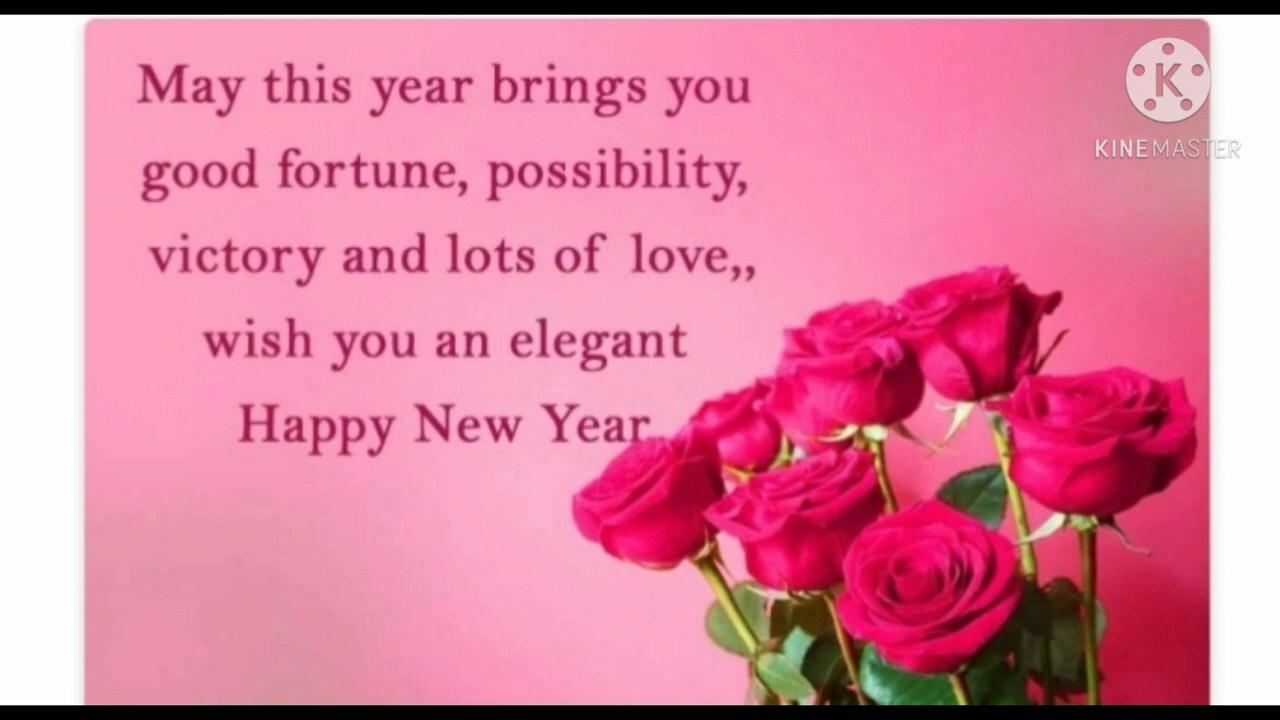 May this year brings you
good fortune, possibility,
victory and lots of love,,
wish you an elegant
Happy New Year
K
KINEMASTER